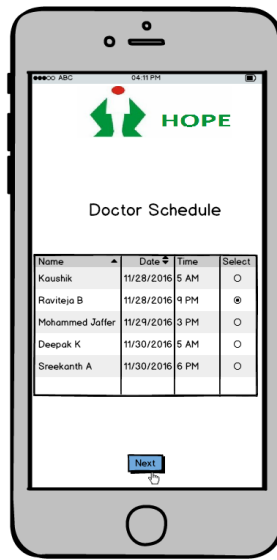 ABC 04:11 PM
HOPE
Doctor Schedule
Name Date Time Select
Kaushik 11/28/2016 5 AM
Raviteja B 11/28/2016 9 PM
Mohammed Jaffer 11/29/2016 3 PM
Deepak K 11/30/2016 5 AM
Sreekanth A 11/30/2016 6 PM
Next